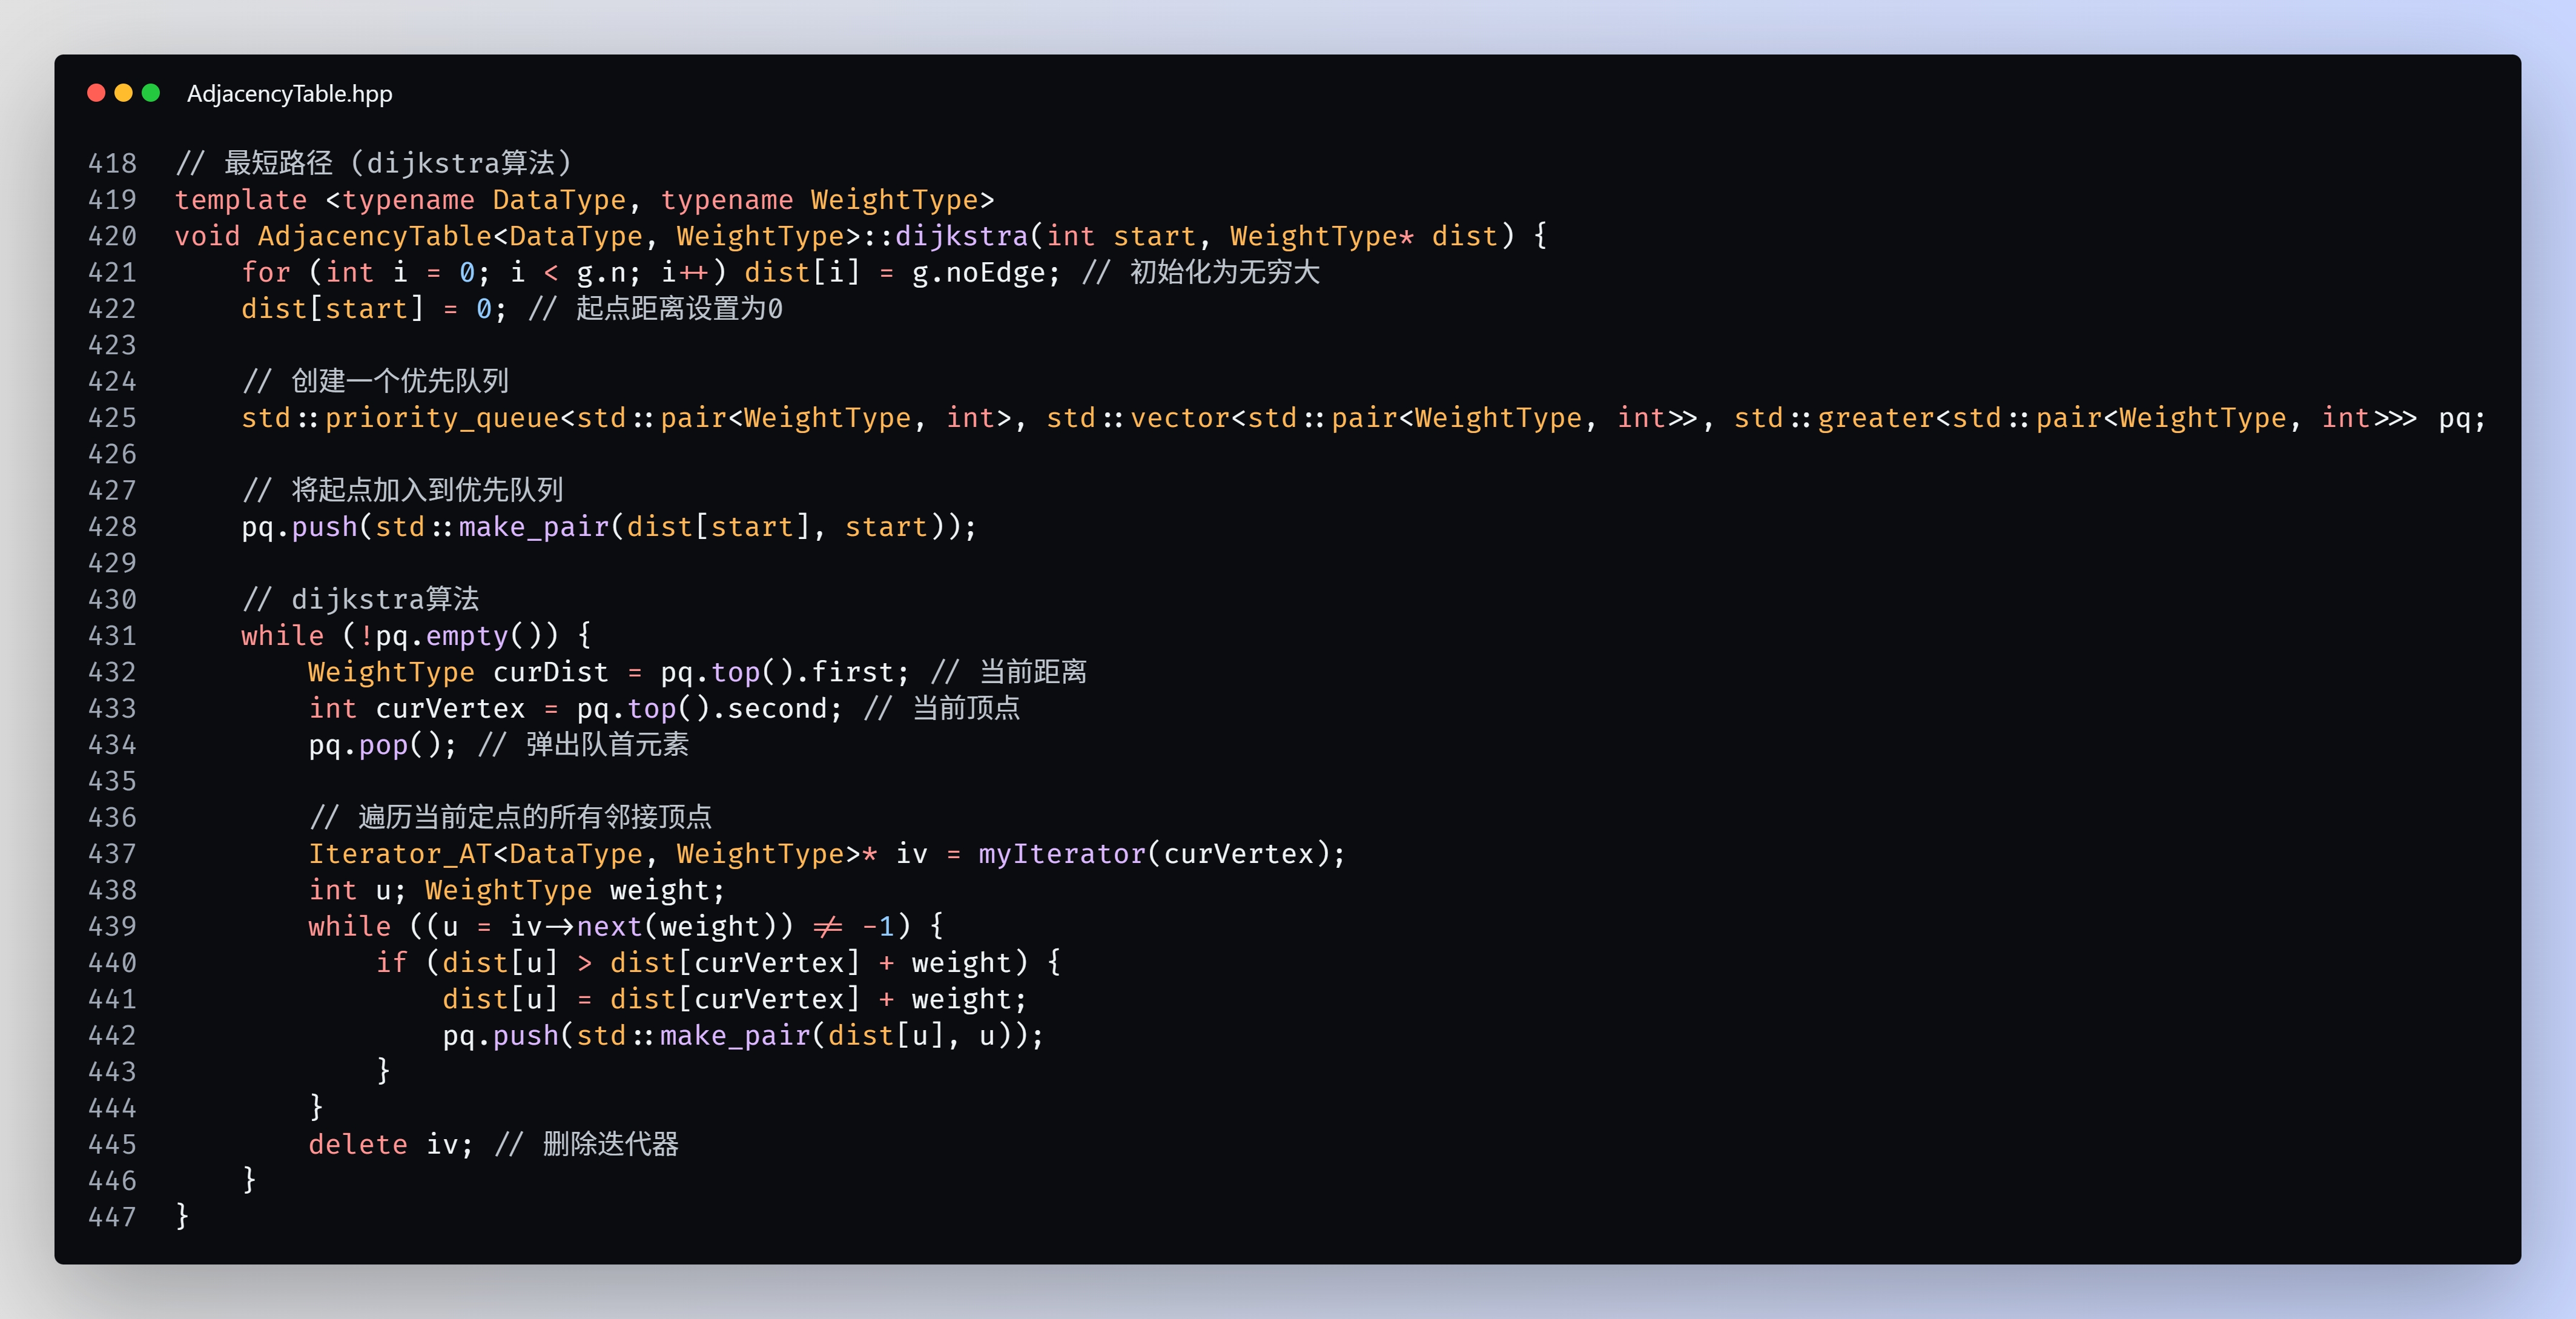 AdjacencyTable.hpp
418 // 最短路径 (dijkstra算法)
419 template <typename DataType, typename WeightType>
420 void AdjacencyTable<DataType, WeightType>::dijkstra(int start, WeightType* dist) {
421     for (int i = 0; i < g.n; i++) dist[i] = g.noEdge; // 初始化为无穷大
422     dist[start] = 0; // 起点距离设置为0
423
424     // 创建一个优先队列
425     std::priority_queue<std::pair<WeightType, int>, std::vector<std::pair<WeightType, int>>, std::greater<std::pair<WeightType, int>>> pq;
426
427     // 将起点加入到优先队列
428     pq.push(std::make_pair(dist[start], start));
429
430     // dijkstra算法
431     while (!pq.empty()) {
432         WeightType curDist = pq.top().first; // 当前距离
433         int curVertex = pq.top().second; // 当前顶点
434         pq.pop(); // 弹出队首元素
435
436         // 遍历当前定点的所有邻接顶点
437         Iterator_AT<DataType, WeightType>* iv = myIterator(curVertex);
438         int u; WeightType weight;
439         while ((u = iv->next(weight)) != -1) {
440             if (dist[u] > dist[curVertex] + weight) {
441                 dist[u] = dist[curVertex] + weight;
442                 pq.push(std::make_pair(dist[u], u));
443             }
444         }
445         delete iv; // 删除迭代器
446     }
447 }